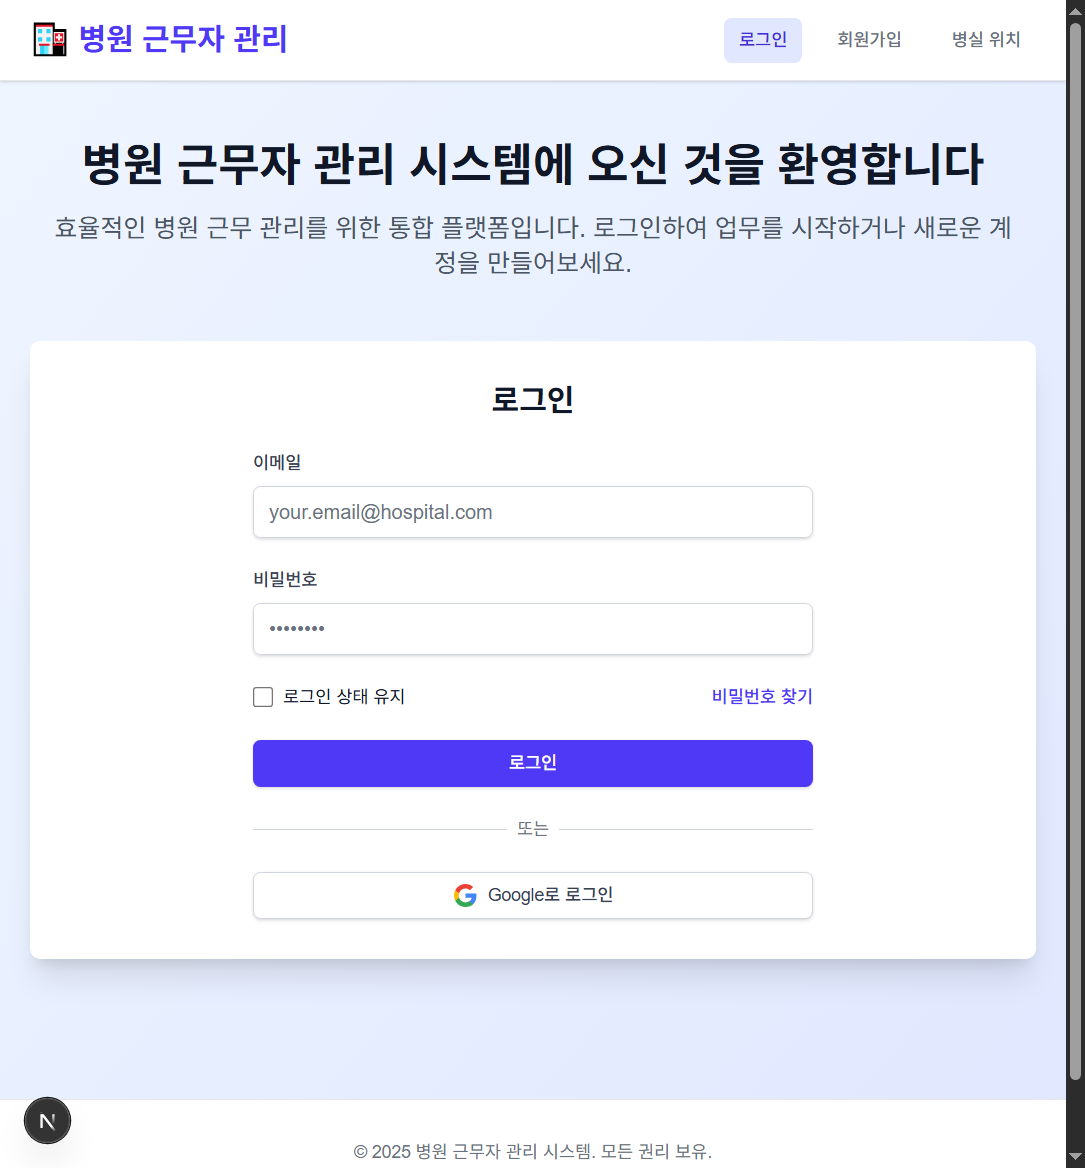 병원 근무자 관리
로그인
회원가입
병실 위치
병원 근무자 관리 시스템에 오신 것을 환영합니다
효율적인 병원 근무 관리를 위한 통합 플랫폼입니다. 로그인하여 업무를 시작하거나 새로운 계
정을 만들어보세요.
로그인
이메일
your.email@hospital.com
비밀번호
••••••••
로그인 상태 유지
비밀번호 찾기
로그인
또는
Google로 로그인
N
© 2025 병원 근무자 관리 시스템. 모든 권리 보유.